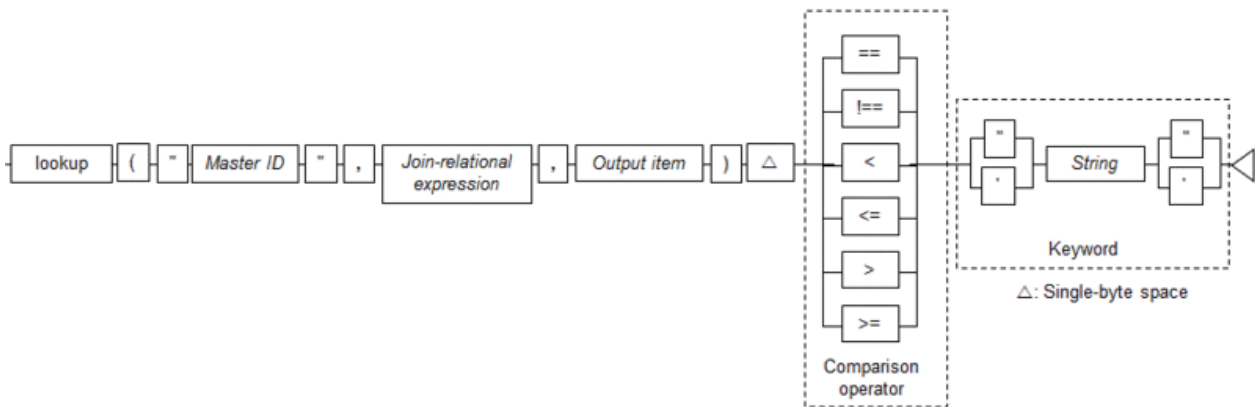 lookup ( " Master ID " , Join-relational expression , Output item ) △
==
!==
<
<=
>
>=
Comparison
operator
" ' String " '
Keyword
△: Single-byte space